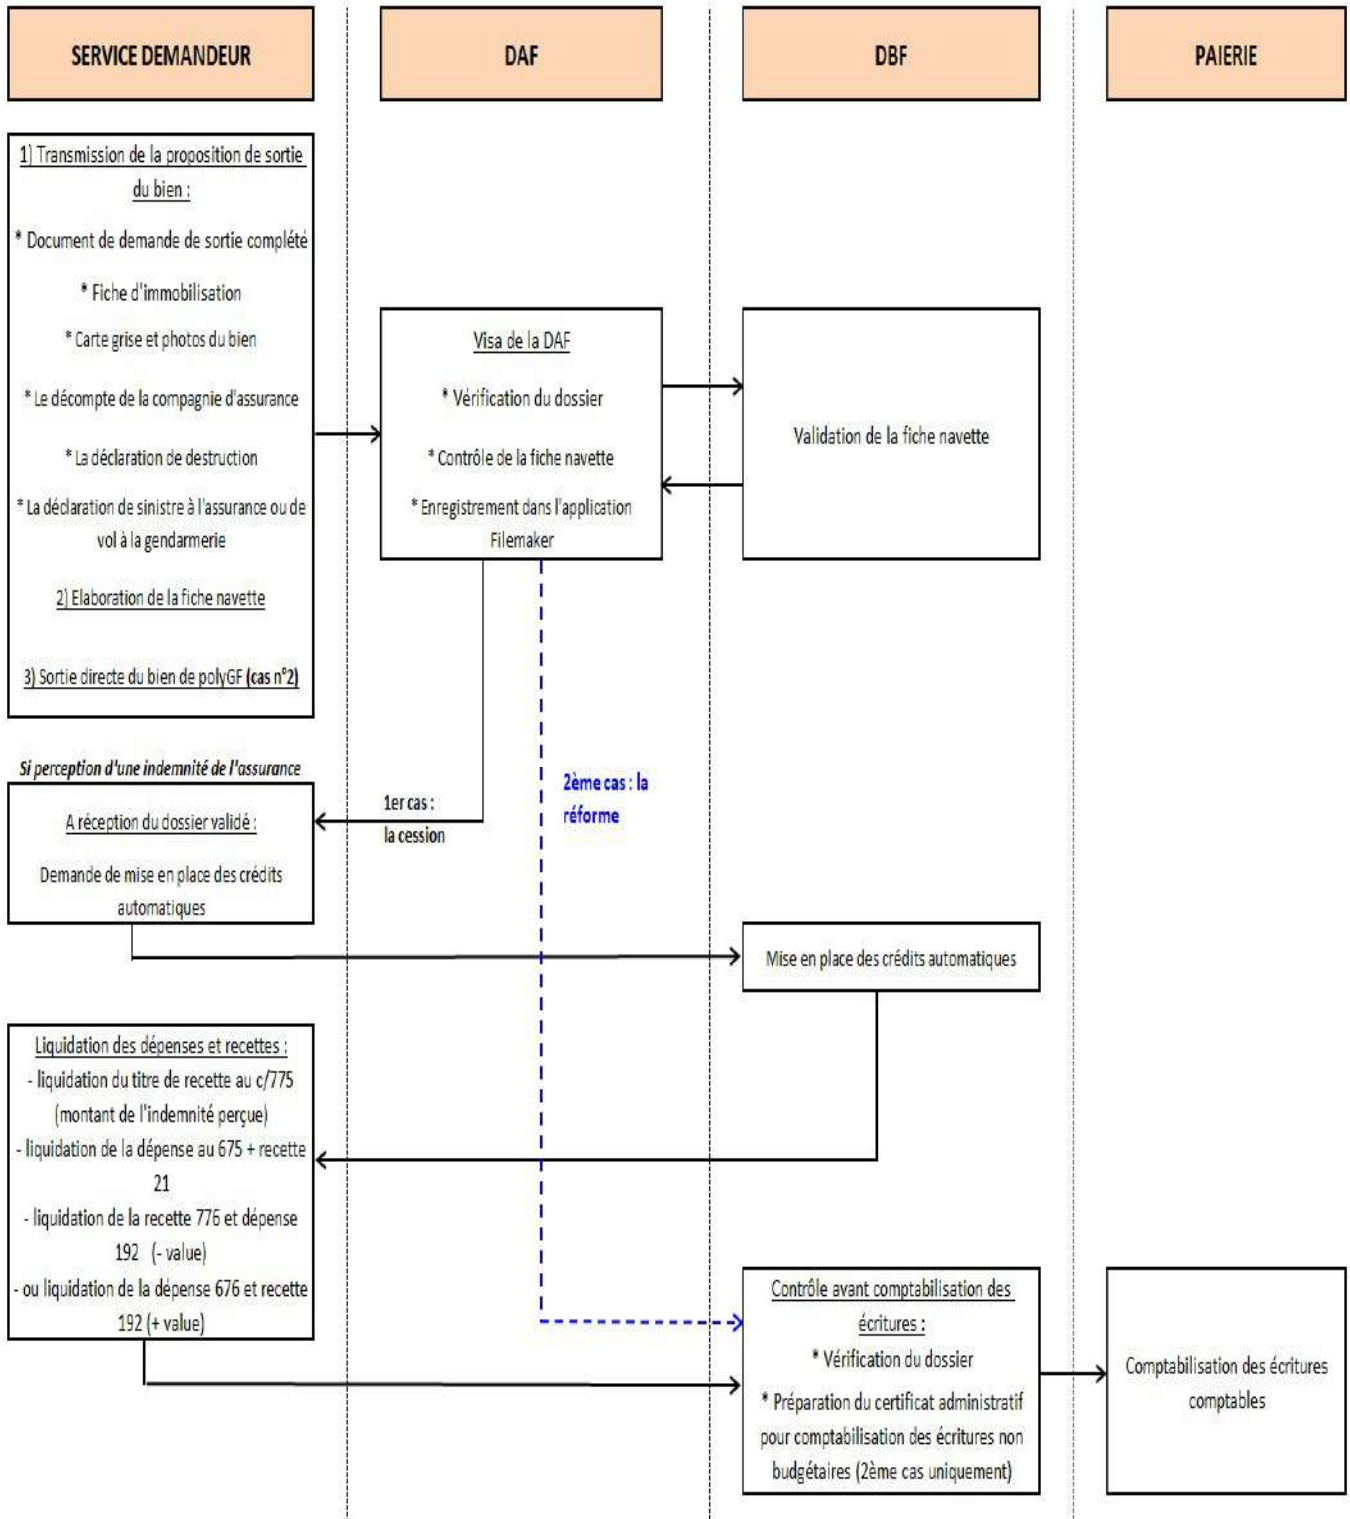 SERVICE DEMANDEUR
DAF
DBF
PAIERIE
1) Transmission de la proposition de sortie
du bien :
* Document de demande de sortie complété
* Fiche d'immobilisation
* Carte grise et photos du bien
* Le décompte de la compagnie d'assurance
* La déclaration de destruction
* La déclaration de sinistre à l'assurance ou de
vol à la gendarmerie
2) Elaboration de la fiche navette
3) Sortie directe du bien de polyGF (cas n°2)
Visa de la DAF
* Vérification du dossier
* Contrôle de la fiche navette
* Enregistrement dans l'application
Filemaker
Validation de la fiche navette
Si perception d'une indemnité de l'assurance
A réception du dossier validé :
Demande de mise en place des crédits
automatiques
1er cas :
la cession
2ème cas : la
réforme
Mise en place des crédits automatiques
Liquidation des dépenses et recettes :
- liquidation du titre de recette au c/775
(montant de l'indemnité perçue)
- liquidation de la dépense au 675 + recette
21
- liquidation de la recette 776 et dépense
192 (- value)
- ou liquidation de la dépense 676 et recette
192 (+ value)
Contrôle avant comptabilisation des
écritures :
* Vérification du dossier
* Préparation du certificat administratif
pour comptabilisation des écritures non
budgétaires (2ème cas uniquement)
Comptabilisation des écritures
comptables